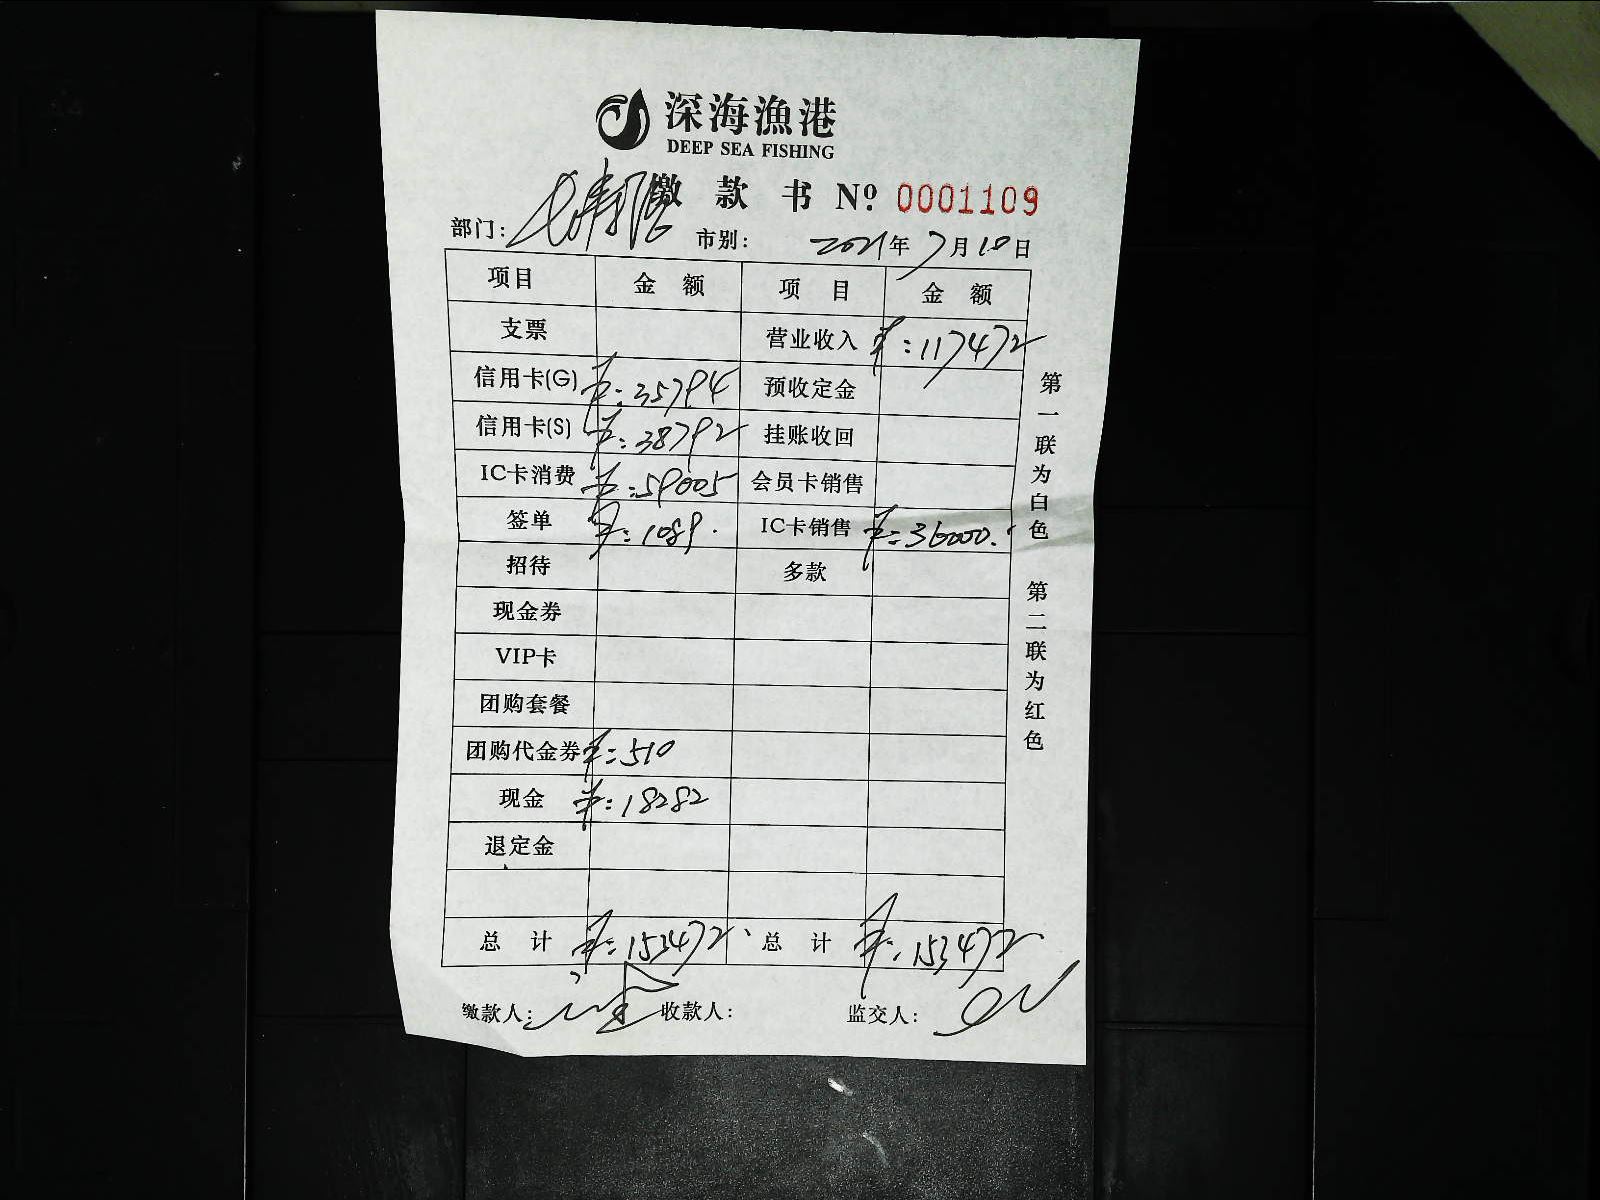 深海漁港
DEEP SEA FISHING
缴款书 Nº: 0001109
部门: 市别: 2021年7月10日
项目 金额 项目 金额
支票 营业收入 ¥:117472
信用卡(G) ¥:35794 预收定金
信用卡(S) ¥:38792 挂账收回
IC卡消费 ¥:59005 会员卡销售
签单 ¥:1089. IC卡销售 ¥:36000.
招待 多款
现金券
VIP卡
团购套餐
团购代金券 ¥:510
现金 ¥:18282
退定金
总计 ¥:153472 总计 ¥:153472
缴款人: 收款人: 监交人:
第一联为白色 第二联为红色